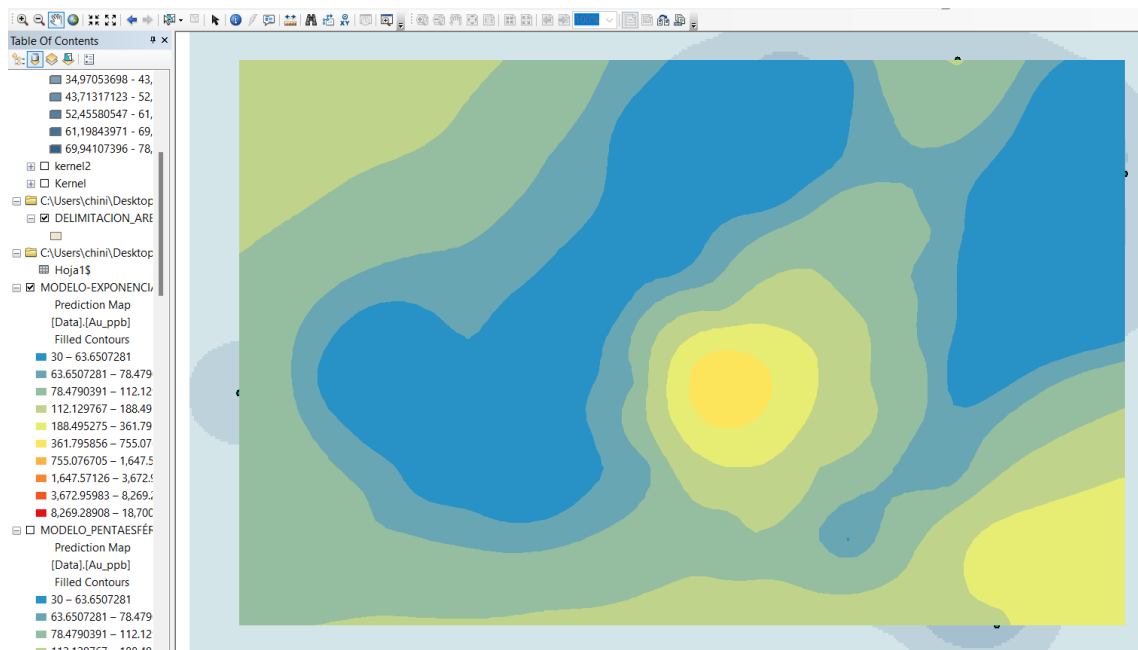 Table Of Contents
34,97053698 - 43,
43,71317123 - 52,
52,45580547 - 61,
61,19843971 - 69,
69,94107396 - 78,
kernel2
Kernel
C:\Users\chini\Desktop
DELIMITACION_ARE
C:\Users\chini\Desktop
Hoja1$
MODELO-EXPONENCIA
Prediction Map
[Data].[Au_ppb]
Filled Contours
30 – 63.6507281
63.6507281 – 78.479
78.4790391 – 112.12
112.129767 – 188.49
188.495275 – 361.79
361.795856 – 755.07
755.076705 – 1,647.5
1,647.57126 – 3,672.9
3,672.95983 – 8,269.2
8,269.28908 – 18,700
MODELO_PENTAESFÉR
Prediction Map
[Data].[Au_ppb]
Filled Contours
30 – 63.6507281
63.6507281 – 78.479
78.4790391 – 112.12